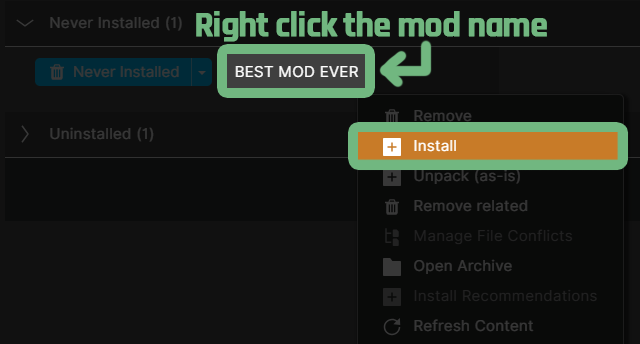 Never Installed (1)
Right click the mod name
Never Installed
BEST MOD EVER
Remove
Uninstalled (1)
Install
Unpack (as-is)
Remove related
Manage File Conflicts
Open Archive
Install Recommendations
Refresh Content